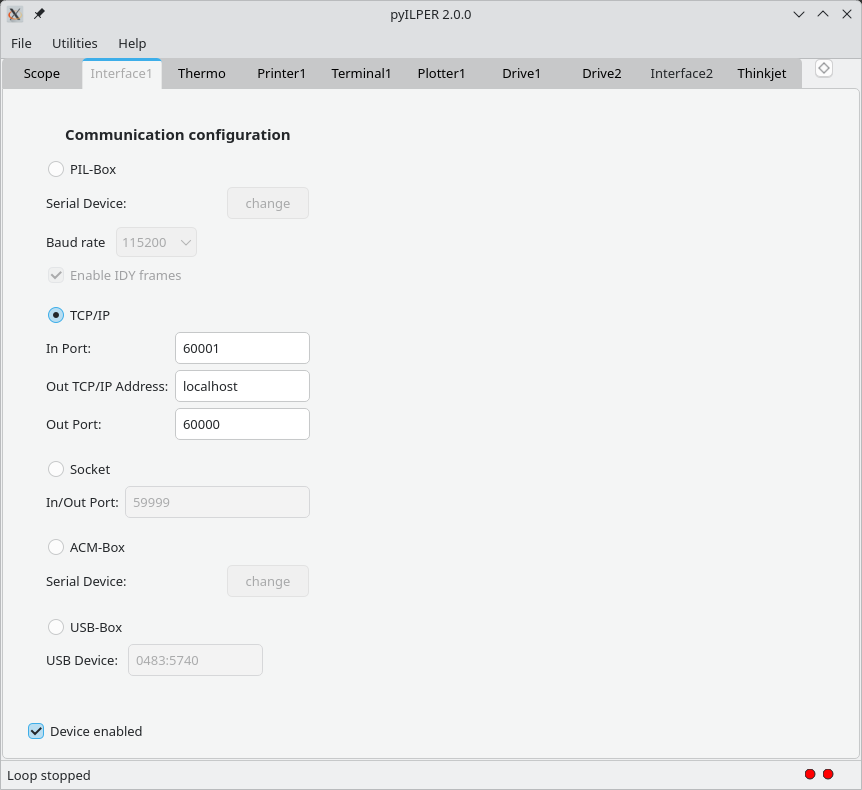 pyILPER 2.0.0
File Utilities Help
Scope Interface1 Thermo Printer1 Terminal1 Plotter1 Drive1 Drive2 Interface2 Thinkjet
Communication configuration
PIL-Box
Serial Device: change
Baud rate 115200
Enable IDY frames
TCP/IP
In Port: 60001
Out TCP/IP Address: localhost
Out Port: 60000
Socket
In/Out Port: 59999
ACM-Box
Serial Device: change
USB-Box
USB Device: 0483:5740
Device enabled
Loop stopped